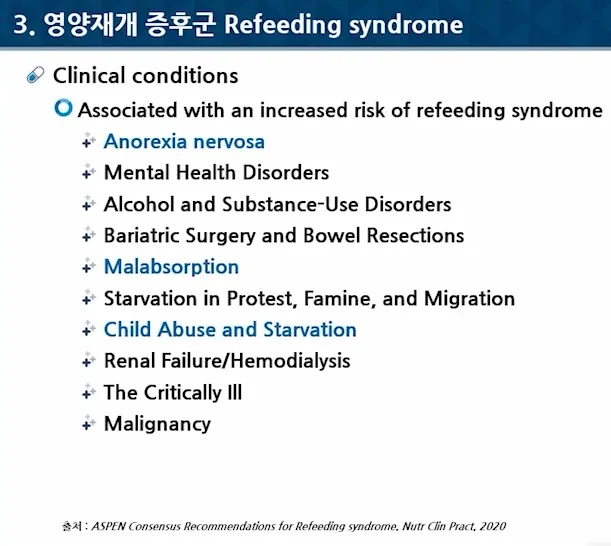 3. 영양재개 증후군 Refeeding syndrome
Clinical conditions
Associated with an increased risk of refeeding syndrome
Anorexia nervosa
Mental Health Disorders
Alcohol and Substance-Use Disorders
Bariatric Surgery and Bowel Resections
Malabsorption
Starvation in Protest, Famine, and Migration
Child Abuse and Starvation
Renal Failure/Hemodialysis
The Critically Ill
Malignancy
출처 : ASPEN Consensus Recommendations for Refeeding syndrome, Nutr Clin Pract, 2020